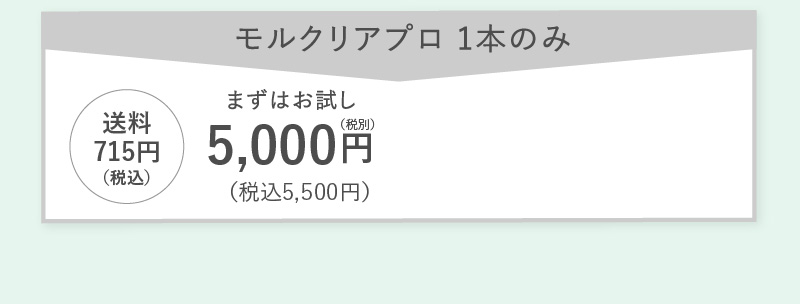 モルクリアプロ 1本のみ
送料
715円
(税込)
まずはお試し
5,000円(税別)
(税込5,500円)